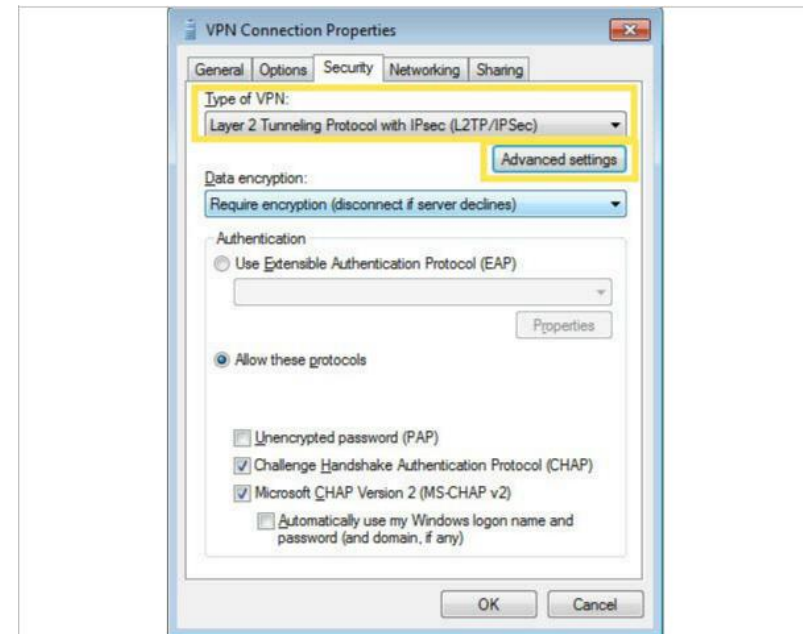 VPN Connection Properties
General Options Security Networking Sharing
Type of VPN:
Layer 2 Tunneling Protocol with IPsec (L2TP/IPSec)
Advanced settings
Data encryption:
Require encryption (disconnect if server declines)
Authentication
Use Extensible Authentication Protocol (EAP)
Properties
Allow these protocols
Unencrypted password (PAP)
Challenge Handshake Authentication Protocol (CHAP)
Microsoft CHAP Version 2 (MS-CHAP v2)
Automatically use my Windows logon name and
password (and domain, if any)
OK Cancel